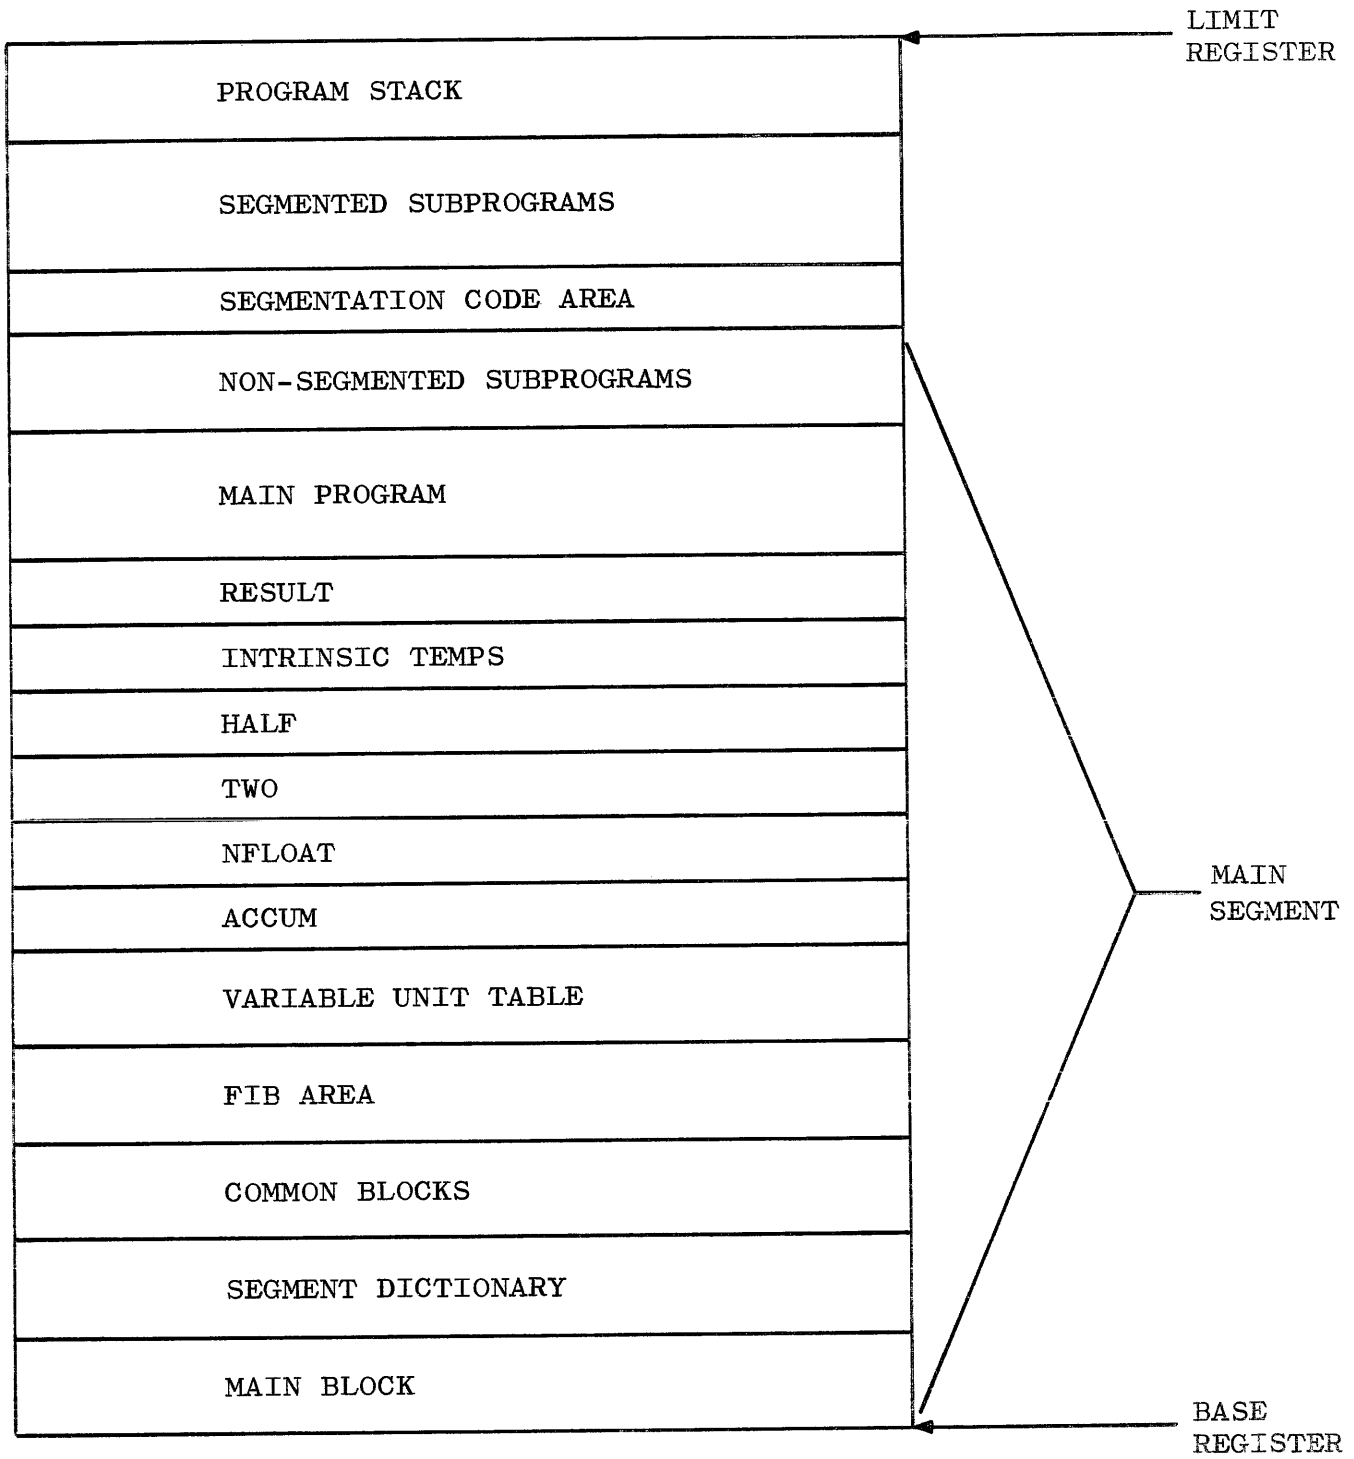 LIMIT
REGISTER
PROGRAM STACK
SEGMENTED SUBPROGRAMS
SEGMENTATION CODE AREA
NON-SEGMENTED SUBPROGRAMS
MAIN PROGRAM
RESULT
INTRINSIC TEMPS
HALF
TWO
NFLOAT
MAIN
SEGMENT
ACCUM
VARIABLE UNIT TABLE
FIB AREA
COMMON BLOCKS
SEGMENT DICTIONARY
MAIN BLOCK
BASE
REGISTER